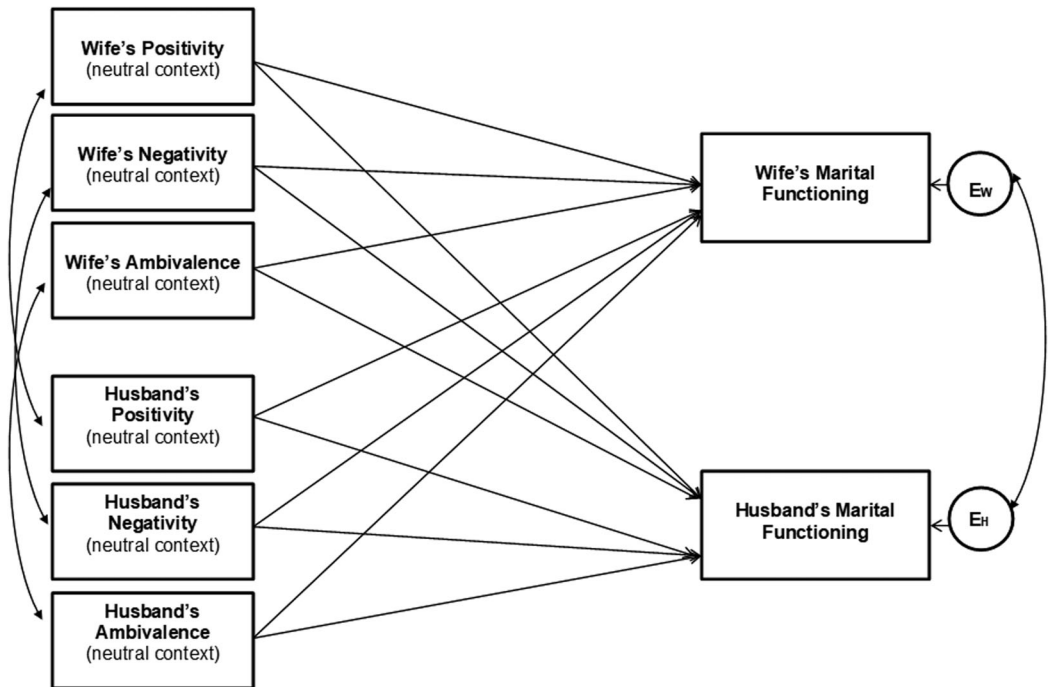 Wife's Positivity
(neutral context)
Wife's Negativity
(neutral context)
Wife's Ambivalence
(neutral context)
Husband's
Positivity
(neutral context)
Husband's
Negativity
(neutral context)
Husband's
Ambivalence
(neutral context)
Wife's Marital
Functioning
EW
Husband's Marital
Functioning
EH